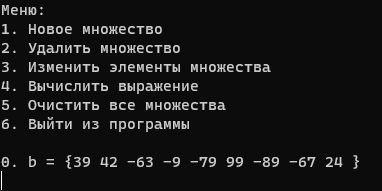 Меню:
1. Новое множество
2. Удалить множество
3. Изменить элементы множества
4. Вычислить выражение
5. Очистить все множества
6. Выйти из программы
0. b = {39 42 -63 -9 -79 99 -89 -67 24 }